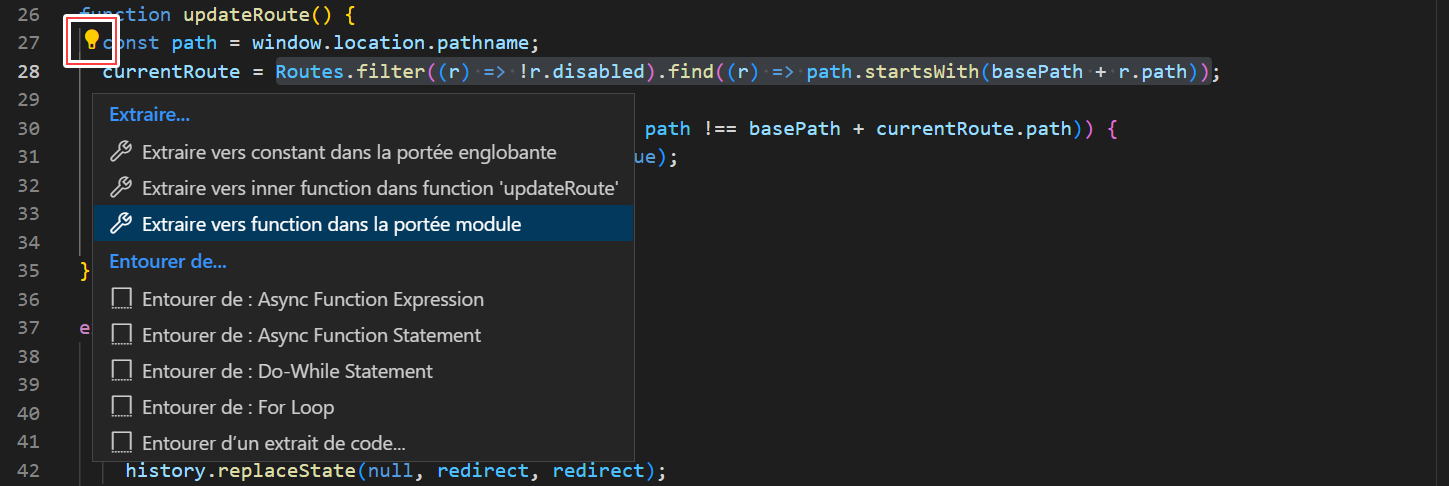 26 function updateRoute() {
27 const path = window.location.pathname;
28 currentRoute = Routes.filter((r) => !r.disabled).find((r) => path.startsWith(basePath + r.path));
29
Extraire...
30 path !== basePath + currentRoute.path)) {
Extraire vers constant dans la portée englobante
31 ue);
32
Extraire vers inner function dans function 'updateRoute'
33
Extraire vers function dans la portée module
34
35 }
Entourer de...
36
Entourer de : Async Function Expression
37 e
Entourer de : Async Function Statement
38
Entourer de : Do-While Statement
39
40
Entourer de : For Loop
41
Entourer d’un extrait de code...
42 history.replaceState(null, redirect, redirect);